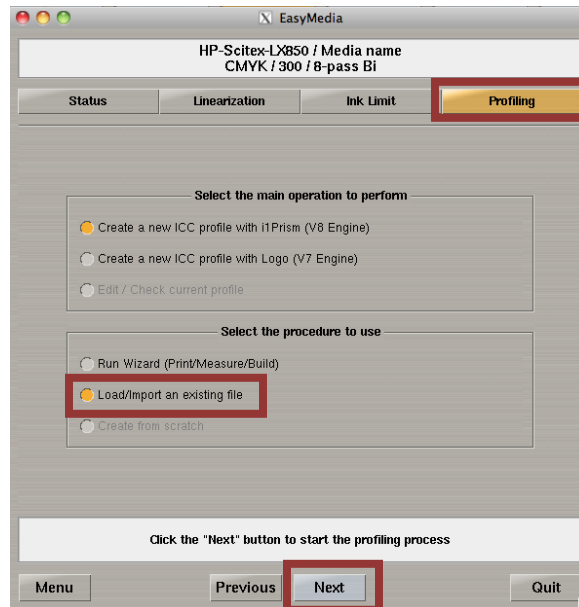 EasyMedia
HP-Scitex-LX850 / Media name
CMYK / 300 / 8-pass Bi
Status Linearization Ink Limit Profiling
Select the main operation to perform
Create a new ICC profile with i1Prism (V8 Engine)
Create a new ICC profile with Logo (V7 Engine)
Edit / Check current profile
Select the procedure to use
Run Wizard (Print/Measure/Build)
Load/Import an existing file
Create from scratch
Click the "Next" button to start the profiling process
Menu Previous Next Quit